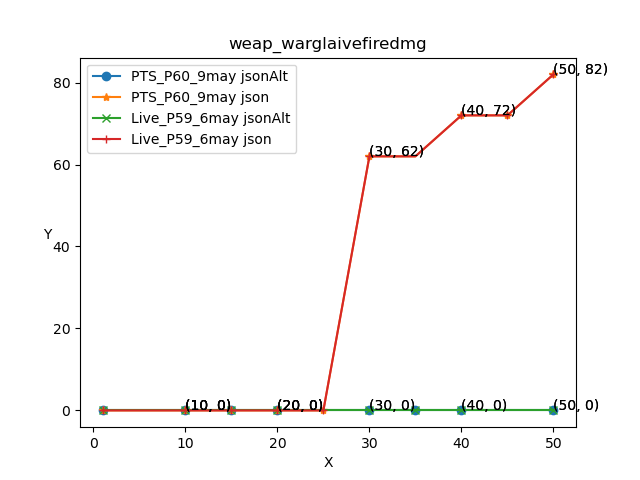 weap_warglaivefiredmg
PTS_P60_9may jsonAlt
PTS_P60_9may json
Live_P59_6may jsonAlt
Live_P59_6may json
(50, 82)
(40, 72)
(30, 62)
(10, 0)
(20, 0)
(30, 0)
(40, 0)
(50, 0)
Y
80
60
40
20
0
0
10
20
30
40
50
X